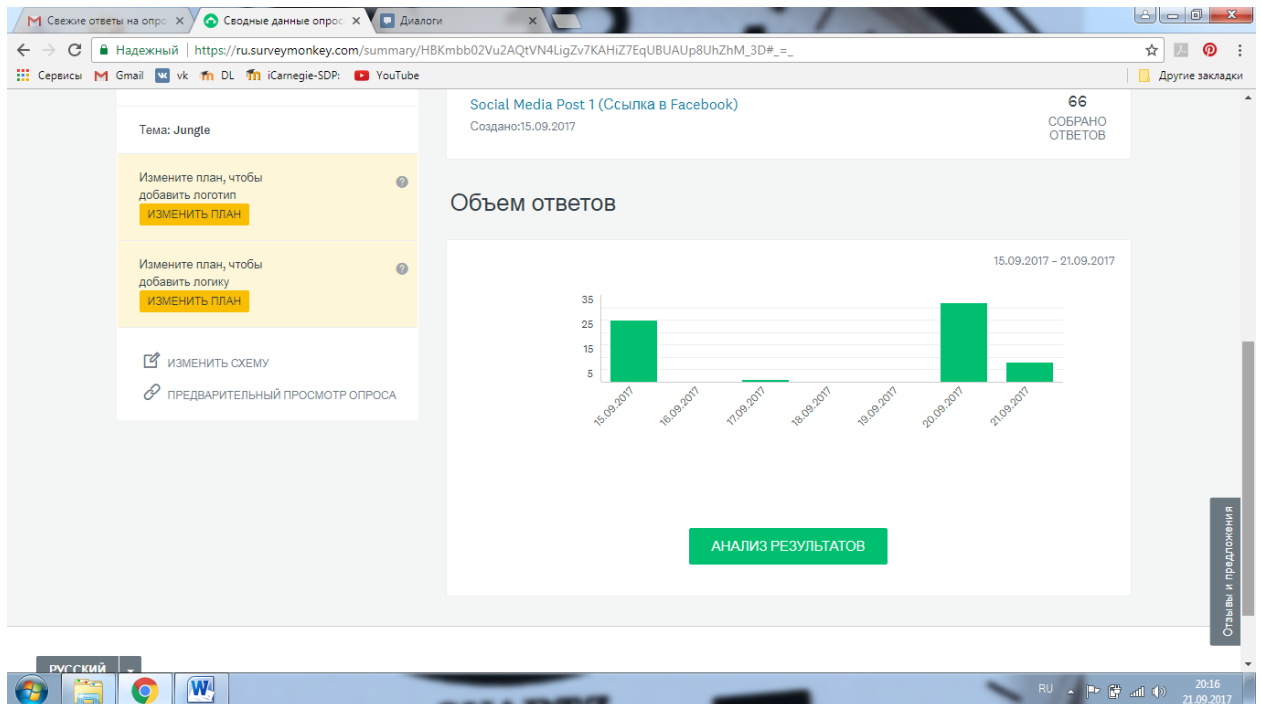 Свежие ответы на опро
Сводные данные опрос
Диалоги
Надежный
https://ru.surveymonkey.com/summary/HBKmbb02Vu2AQtVN4LigZv7KAHiZ7EqUBUAUp8UhZhM_3D#_=_
Сервисы
Gmail
vk
DL
iCarnegie-SDP:
YouTube
Другие закладки
Тема: Jungle
Измените план, чтобы
добавить логотип
ИЗМЕНИТЬ ПЛАН
Измените план, чтобы
добавить логику
ИЗМЕНИТЬ ПЛАН
ИЗМЕНИТЬ СХЕМУ
ПРЕДВАРИТЕЛЬНЫЙ ПРОСМОТР ОПРОСА
Social Media Post 1 (Ссылка в Facebook)
Создано:15.09.2017
66
СОБРАНО
ОТВЕТОВ
Объем ответов
15.09.2017 – 21.09.2017
35
25
15
5
15.09.2017
16.09.2017
17.09.2017
18.09.2017
19.09.2017
20.09.2017
21.09.2017
АНАЛИЗ РЕЗУЛЬТАТОВ
Отзывы и предложения
РУССКИЙ
RU
20:16
21.09.2017